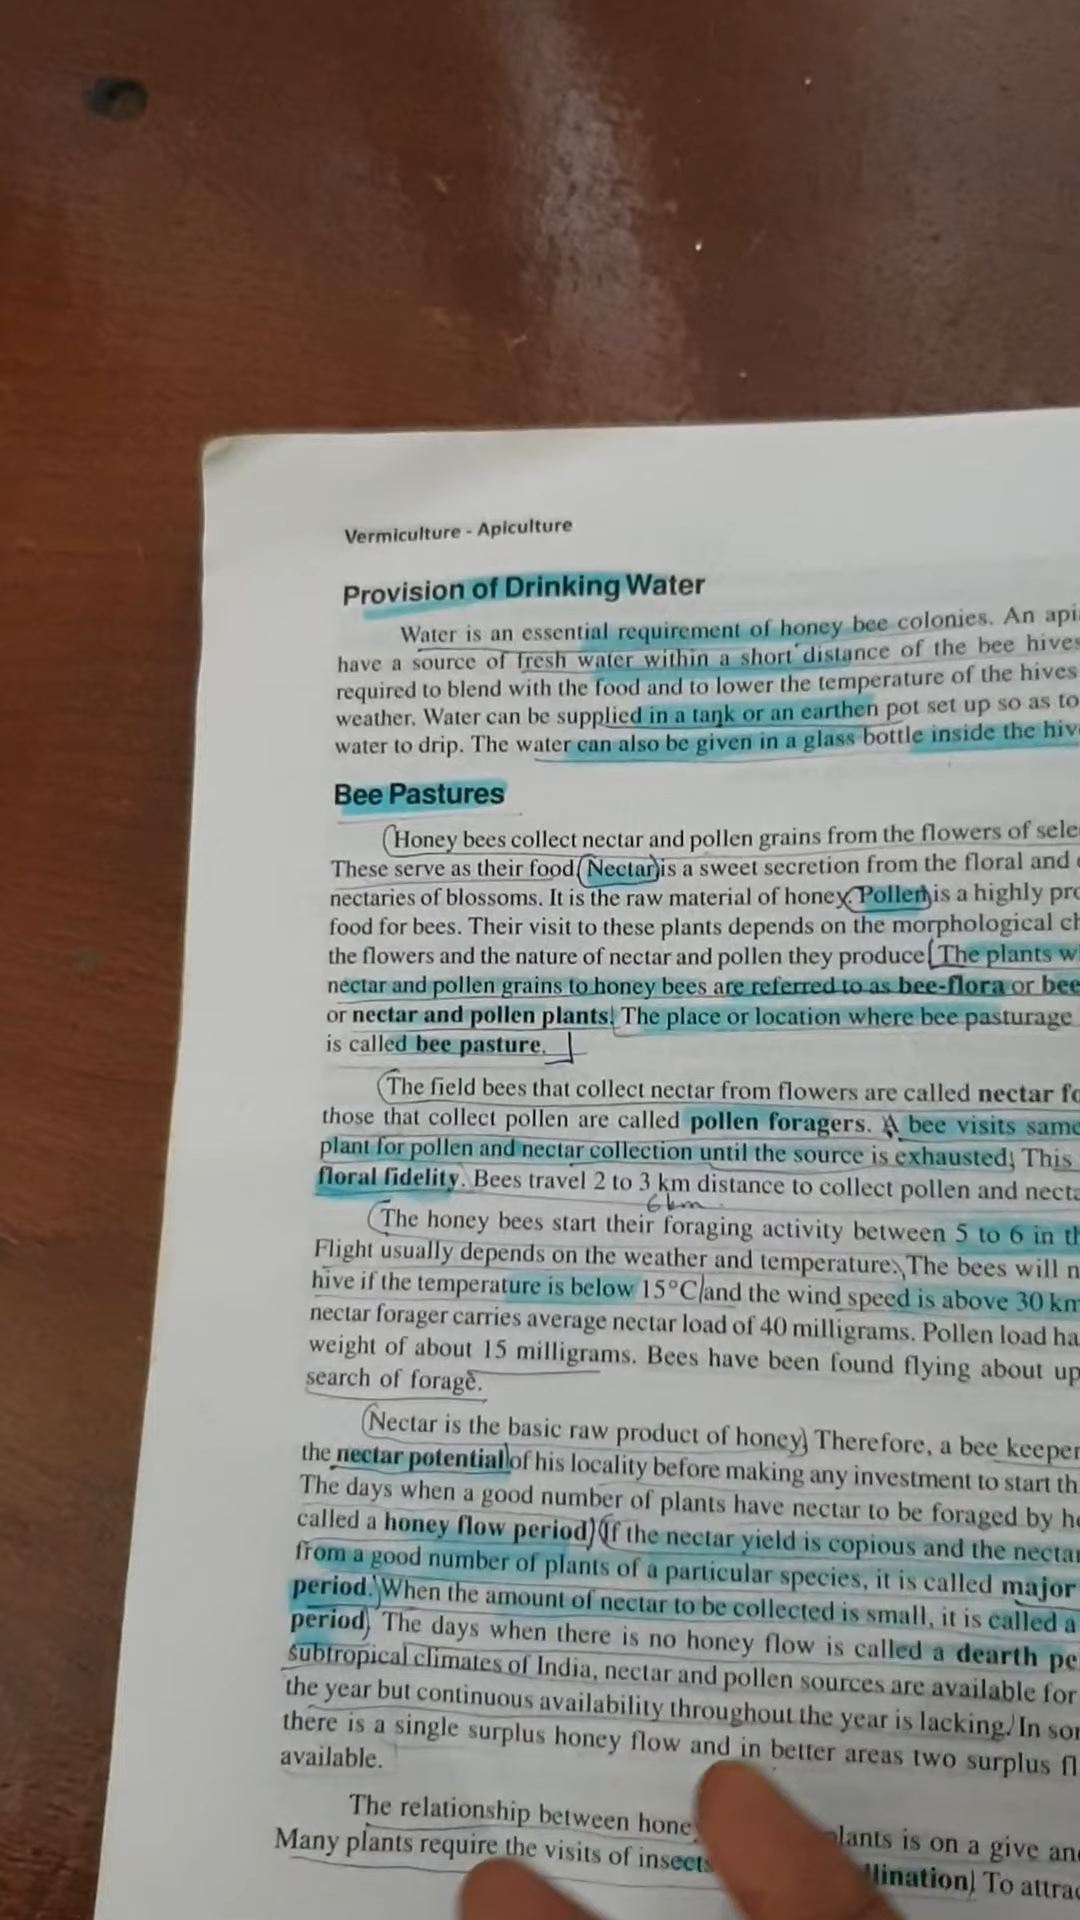 Vermiculture - Apiculture
Provision of Drinking Water
Water is an essential requirement of honey bee colonies. An
have a source of fresh water within a short distance of the bee hives
required to blend with the food and to lower the temperature of the hives
weather. Water can be supplied in a tank or an earthen pot set up so as to
water to drip. The water can also be given in a glass bottle inside the
Bee Pastures
Honey bees collect nectar and pollen grains from the flowers of
These serve as their food. Nectar is a sweet secretion from the floral and
nectaries of blossoms. It is the raw material of honey. Pollen is a highly
food for bees. Their visit to these plants depends on the morphological
the flowers and the nature of nectar and pollen they produce. The plants
nectar and pollen grains to honey bees are referred to as bee-flora or bee
or nectar and pollen plants. The place or location where bee pasturage
is called bee pasture.
The field bees that collect nectar from flowers are called nectar
those that collect pollen are called pollen foragers. A bee visits same
plant for pollen and nectar collection until the source is exhausted. This
floral fidelity. Bees travel 2 to 3 km distance to collect pollen and
6km
The honey bees start their foraging activity between 5 to 6 in
Flight usually depends on the weather and temperature. The bees will
hive if the temperature is below 15°C and the wind speed is above 30 km
nectar forager carries average nectar load of 40 milligrams. Pollen load
weight of about 15 milligrams. Bees have been found flying about
search of forage.
Nectar is the basic raw product of honey. Therefore, a bee keeper
the nectar potential of his locality before making any investment to start
The days when a good number of plants have nectar to be foraged by
called a honey flow period. If the nectar yield is copious and the nectar
from a good number of plants of a particular species, it is called major
period. When the amount of nectar to be collected is small, it is called a
period. The days when there is no honey flow is called a dearth
subtropical climates of India, nectar and pollen sources are available for
the year but continuous availability throughout the year is lacking. In
there is a single surplus honey flow and in better areas two surplus
available.
The relationship between is on a give
Many plants require the visits of insects To